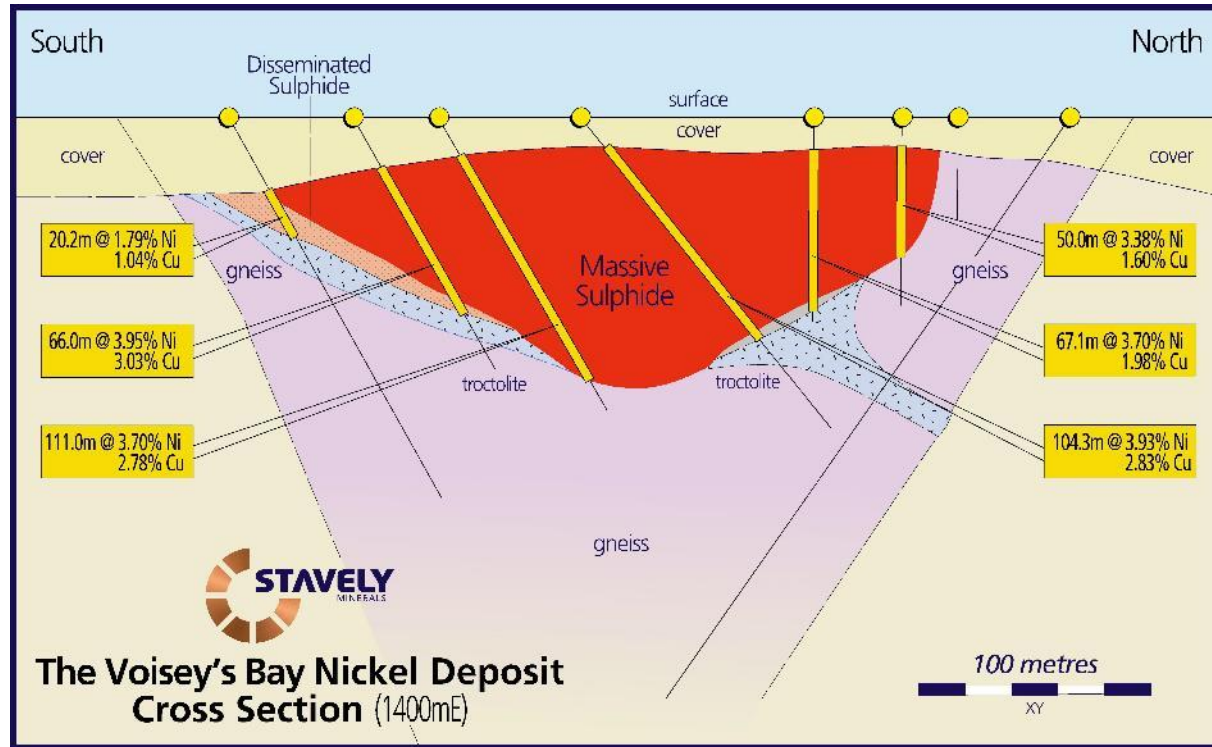 South
North
Disseminated
Sulphide
surface
cover
cover
cover
20.2m @ 1.79% Ni
1.04% Cu
gneiss
Massive
Sulphide
gneiss
50.0m @ 3.38% Ni
1.60% Cu
66.0m @ 3.95% Ni
3.03% Cu
67.1m @ 3.70% Ni
1.98% Cu
troctolite
troctolite
111.0m @ 3.70% Ni
2.78% Cu
104.3m @ 3.93% Ni
2.83% Cu
gneiss
STAVELY
MINERALS
The Voisey's Bay Nickel Deposit
Cross Section (1400mE)
100 metres
XY